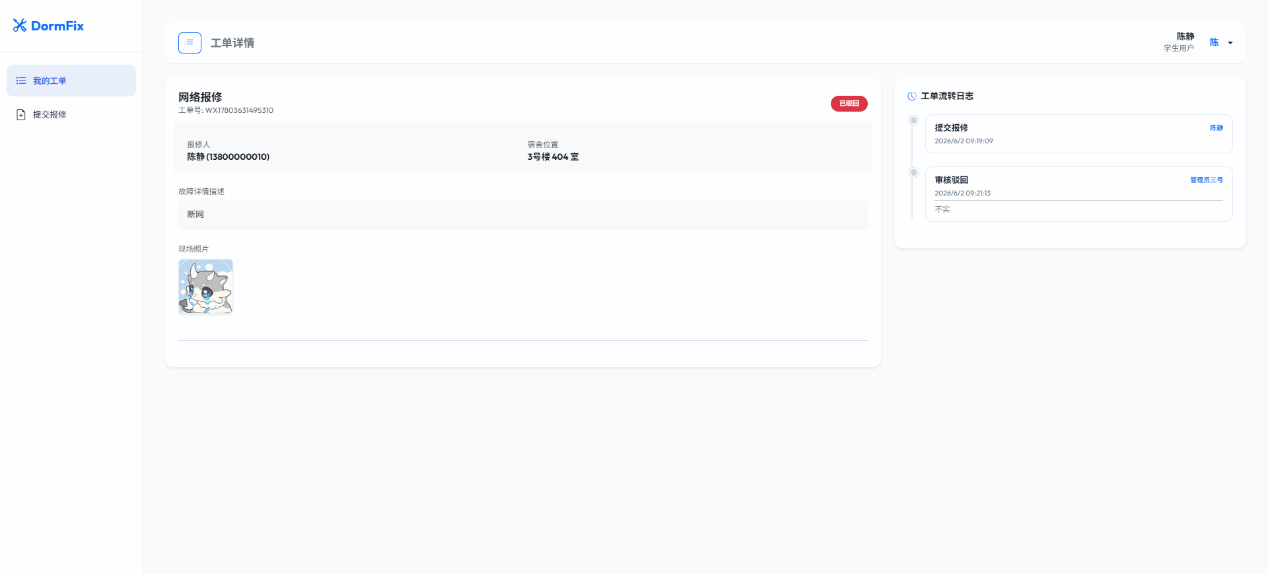 DormFix
我的工单
提交报修
工单详情
陈静
学生用户
陈
网络报修
工单号: WX17803631495310
已驳回
报修人
陈静 (13800000010)
宿舍位置
3号楼 404 室
故障详情描述
断网
现场照片
工单流转日志
提交报修
陈静
2026/6/2 09:19:09
审核驳回
管理员三号
2026/6/2 09:21:13
不实